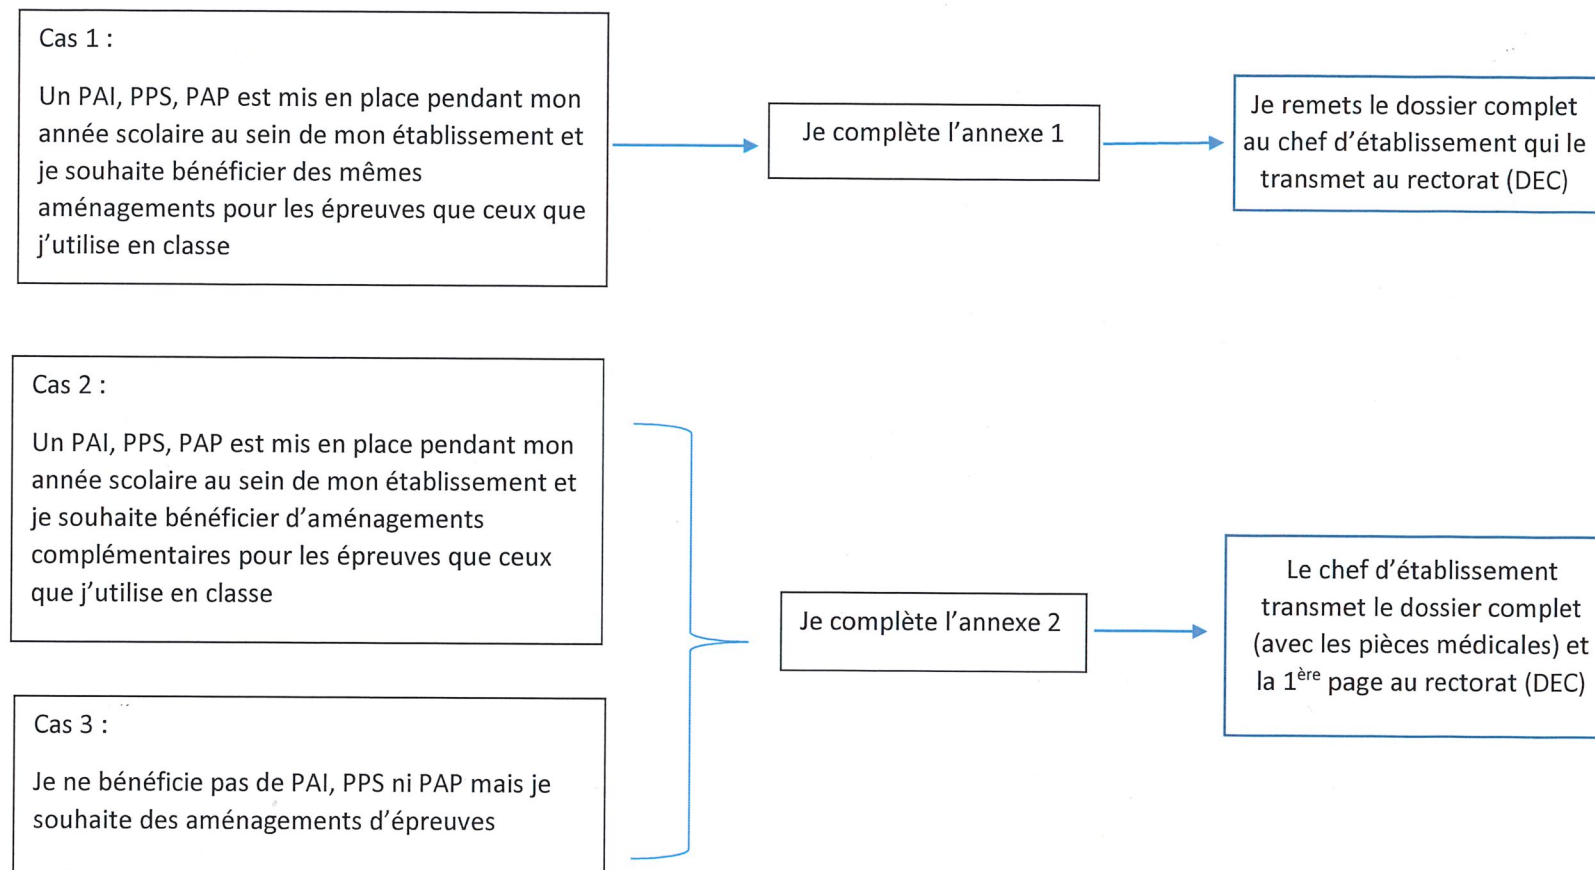 Cas 1 :
Un PAI, PPS, PAP est mis en place pendant mon
année scolaire au sein de mon établissement et
je souhaite bénéficier des mêmes
aménagements pour les épreuves que ceux que
j’utilise en classe
Je complète l’annexe 1
Je remets le dossier complet
au chef d’établissement qui le
transmet au rectorat (DEC)
Cas 2 :
Un PAI, PPS, PAP est mis en place pendant mon
année scolaire au sein de mon établissement et
je souhaite bénéficier d’aménagements
complémentaires pour les épreuves que ceux
que j’utilise en classe
Cas 3 :
Je ne bénéficie pas de PAI, PPS ni PAP mais je
souhaite des aménagements d’épreuves
Je complète l’annexe 2
Le chef d’établissement
transmet le dossier complet
(avec les pièces médicales) et
la 1ère page au rectorat (DEC)